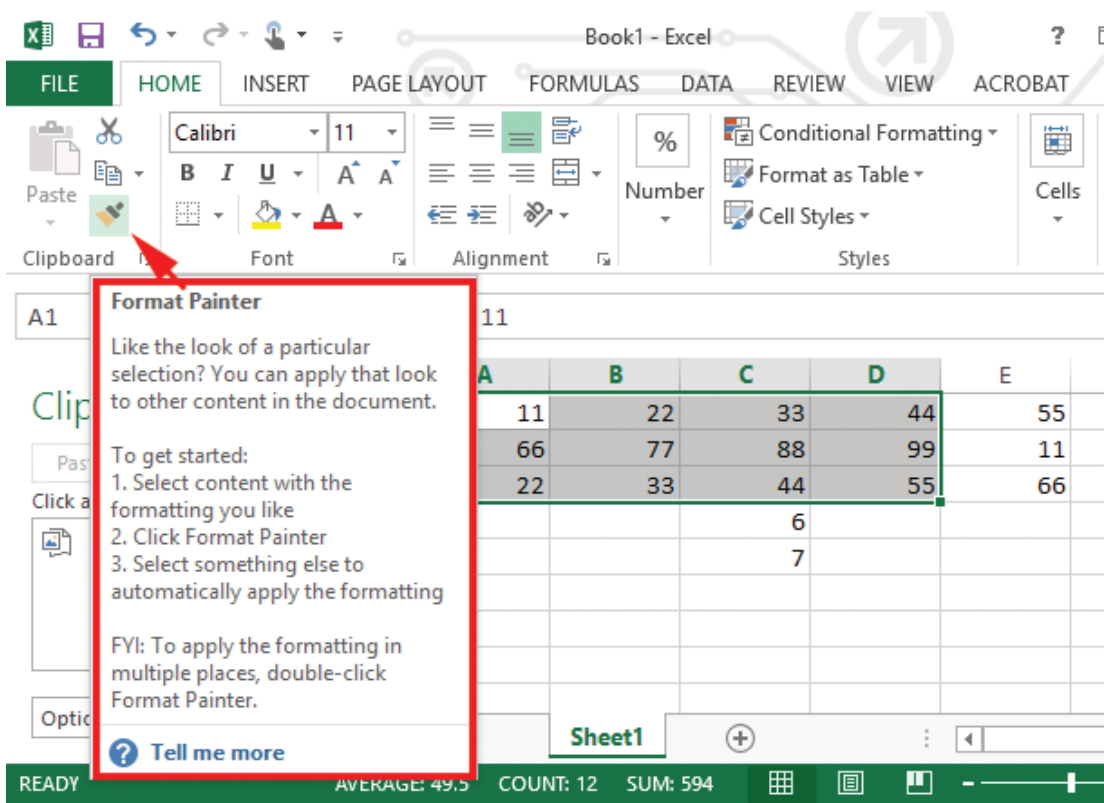 Book1 - Excel ?
FILE HOME INSERT PAGE LAYOUT FORMULAS DATA REVIEW VIEW ACROBAT
Calibri 11 % Conditional Formatting
B I U A A Format as Table
Paste Number Cells
A Cell Styles
Clipboard Font Alignment Styles
A1 11
Format Painter
Like the look of a particular
selection? You can apply that look
to other content in the document.
To get started:
1. Select content with the
formatting you like
2. Click Format Painter
3. Select something else to
automatically apply the formatting
FYI: To apply the formatting in
multiple places, double-click
Format Painter.
Tell me more
A B C D E
11 22 33 44 55
66 77 88 99 11
22 33 44 55 66
6
7
Sheet1
READY AVERAGE: 49.5 COUNT: 12 SUM: 594